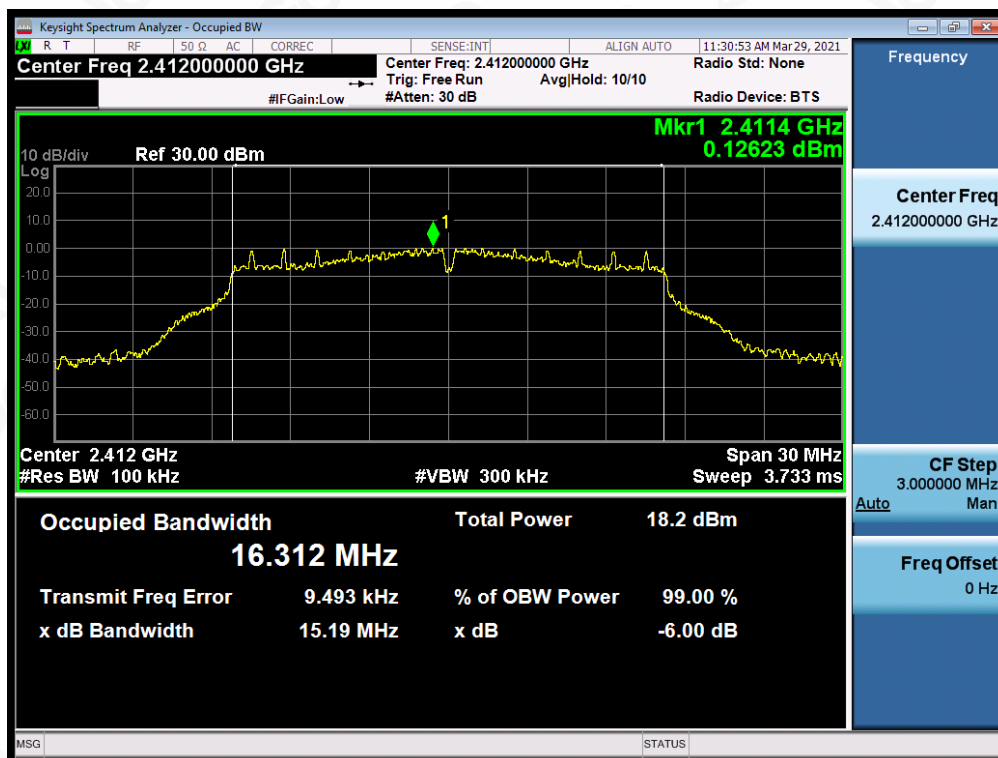 Keysight Spectrum Analyzer - Occupied BW
LXI R T RF 50 Ω AC CORREC SENSE:INT ALIGN AUTO 11:30:53 AM Mar 29, 2021
Center Freq 2.412000000 GHz
Center Freq: 2.412000000 GHz Radio Std: None
Trig: Free Run Avg|Hold: 10/10
#IFGain:Low #Atten: 30 dB Radio Device: BTS
Mkr1 2.4114 GHz
0.12623 dBm
10 dB/div Ref 30.00 dBm
Log
20.0
10.0
0.00
-10.0
-20.0
-30.0
-40.0
-50.0
-60.0
1
Center 2.412 GHz Span 30 MHz
#Res BW 100 kHz #VBW 300 kHz Sweep 3.733 ms
Occupied Bandwidth Total Power 18.2 dBm
16.312 MHz
Transmit Freq Error 9.493 kHz % of OBW Power 99.00 %
x dB Bandwidth 15.19 MHz x dB -6.00 dB
MSG STATUS
Frequency
Center Freq
2.412000000 GHz
CF Step
3.000000 MHz
Auto Man
Freq Offset
0 Hz